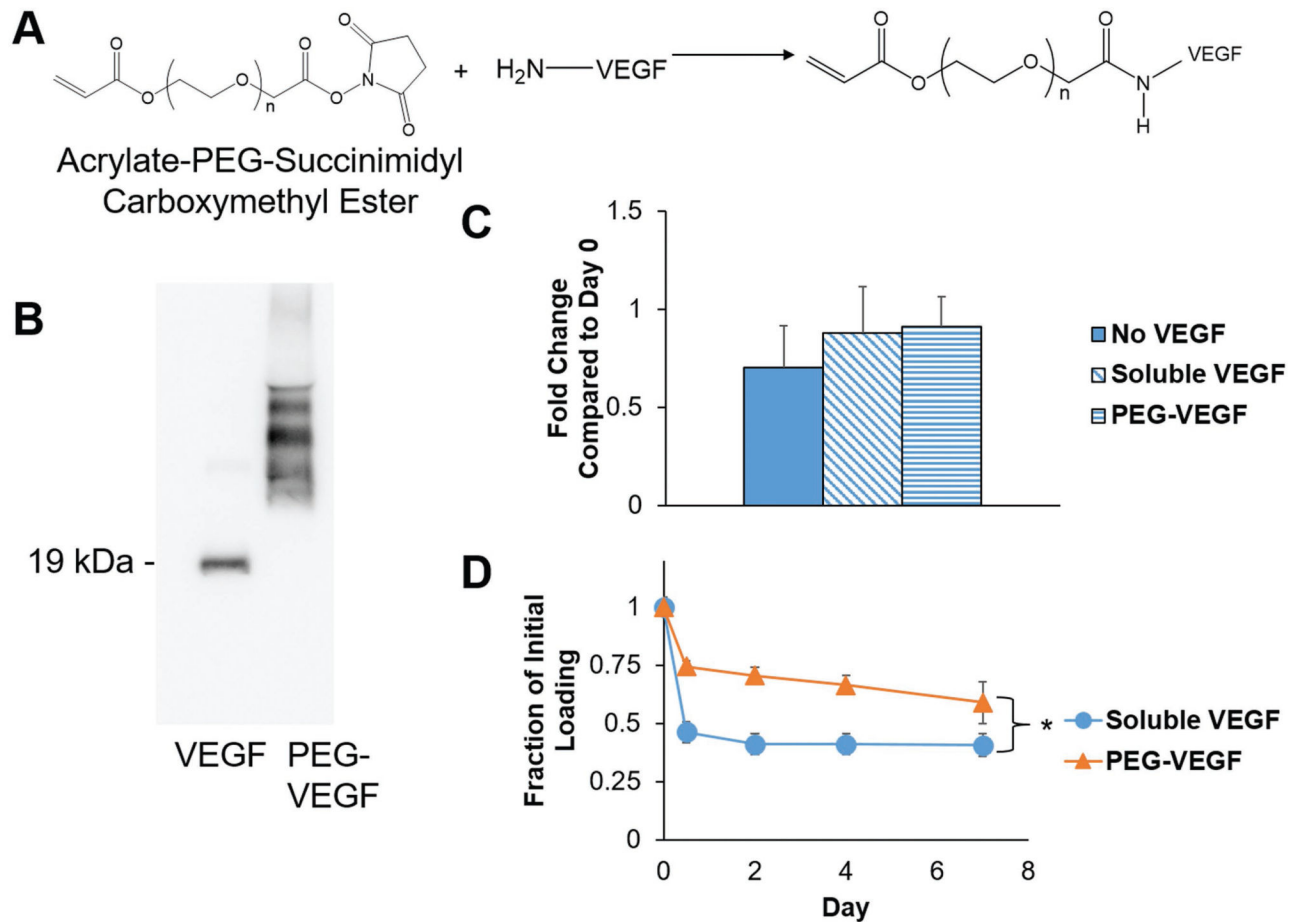 A
O
O
O
O
O
O
N
O
n
+
H2N
VEGF
O
O
O
O
n
N
H
VEGF
Acrylate-PEG-Succinimidyl
Carboxymethyl Ester
B
19 kDa -
VEGF
PEG-
VEGF
C
Fold Change
Compared to Day 0
1.5
1
0.5
0
No VEGF
Soluble VEGF
PEG-VEGF
D
Fraction of Initial
Loading
1
0.75
0.5
0.25
0
0 2 4 6 8
Day
*
Soluble VEGF
PEG-VEGF